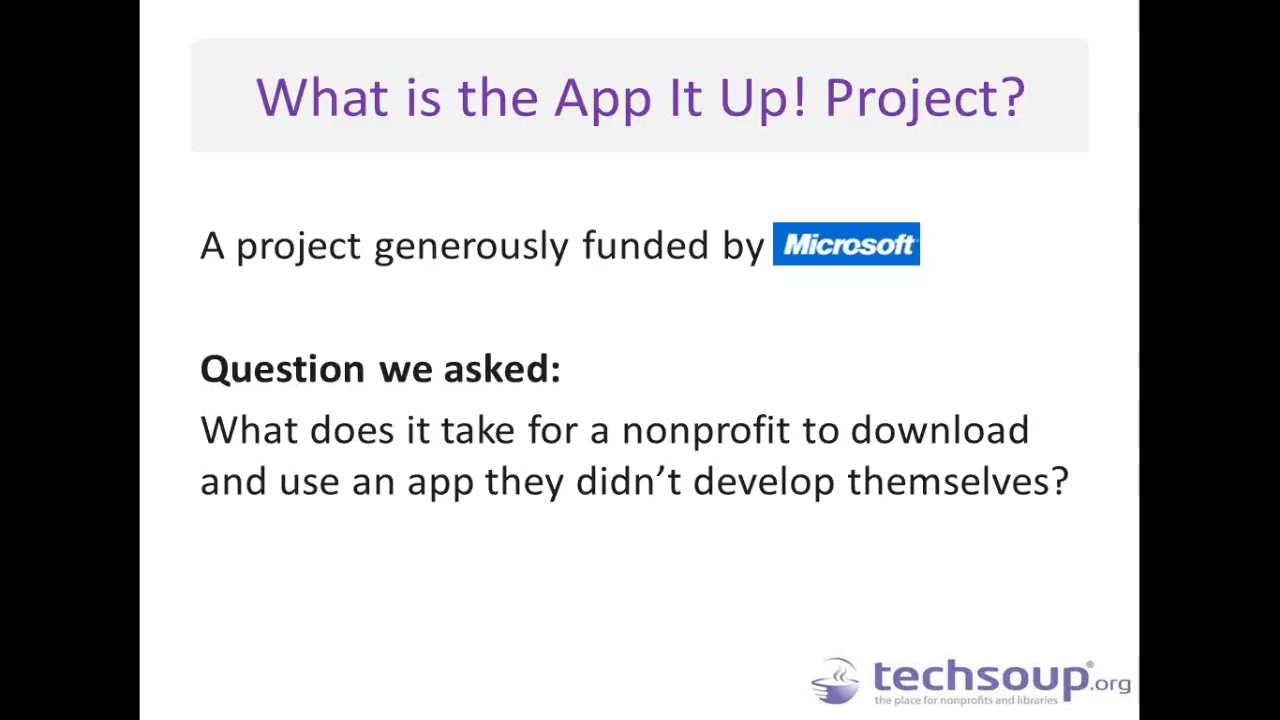 What is the App It Up! Project?
A project generously funded by Microsoft
Question we asked:
What does it take for a nonprofit to download
and use an app they didn’t develop themselves?
techsoup®.org
the place for nonprofits and libraries